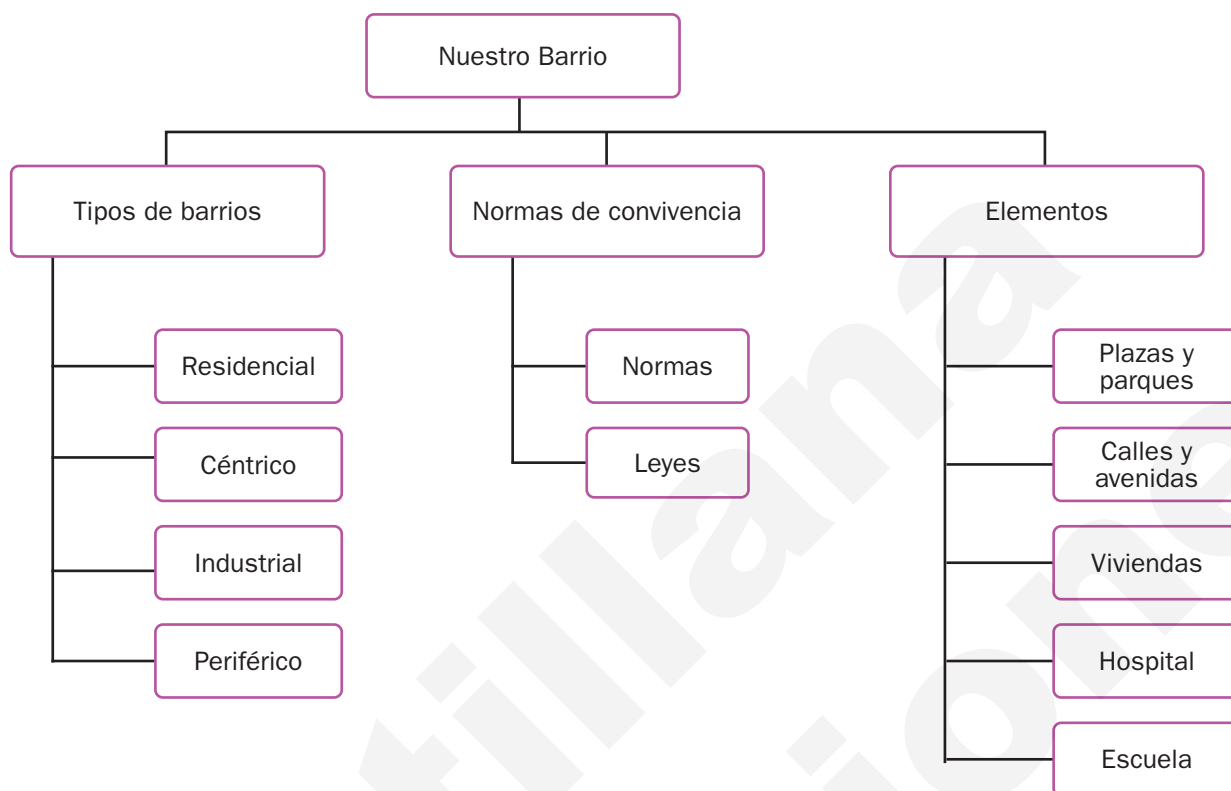 Nuestro Barrio
Tipos de barrios
Normas de convivencia
Elementos
Residencial
Céntrico
Industrial
Periférico
Normas
Leyes
Plazas y
parques
Calles y
avenidas
Viviendas
Hospital
Escuela